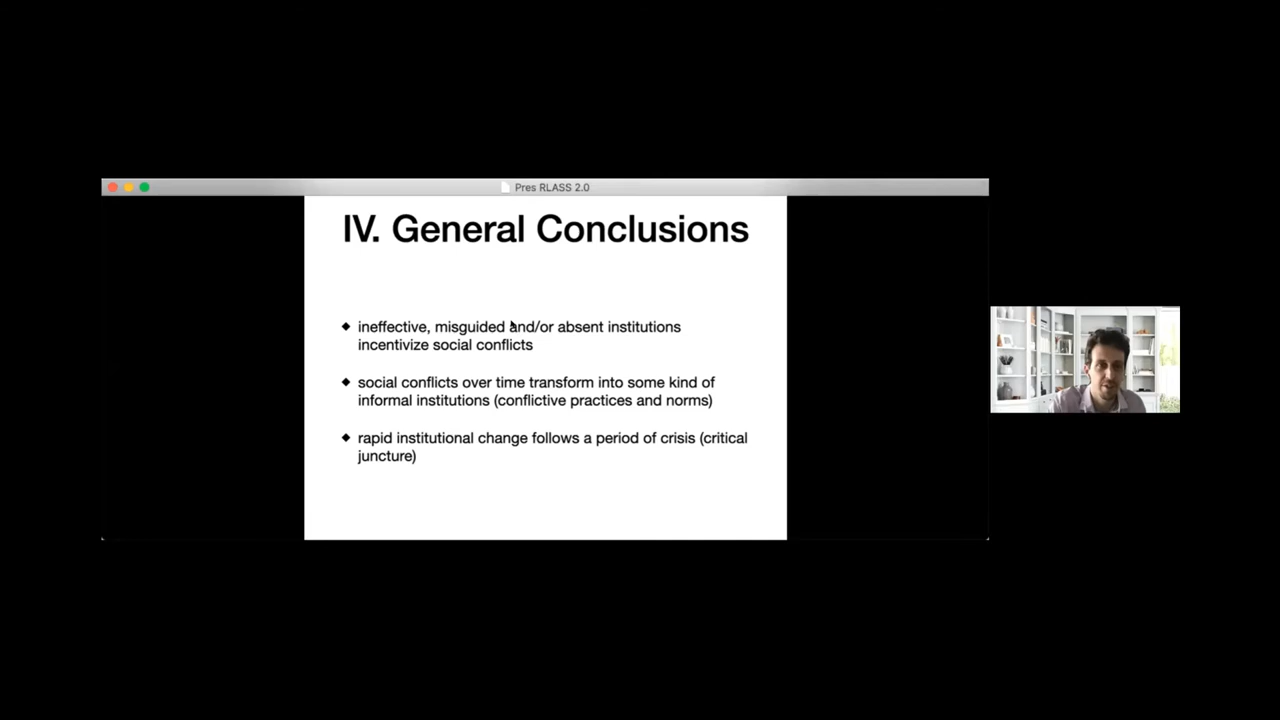 Pres RLASS 2.0
IV. General Conclusions
◆ ineffective, misguided and/or absent institutions
incentivize social conflicts
◆ social conflicts over time transform into some kind of
informal institutions (conflictive practices and norms)
◆ rapid institutional change follows a period of crisis (critical
juncture)